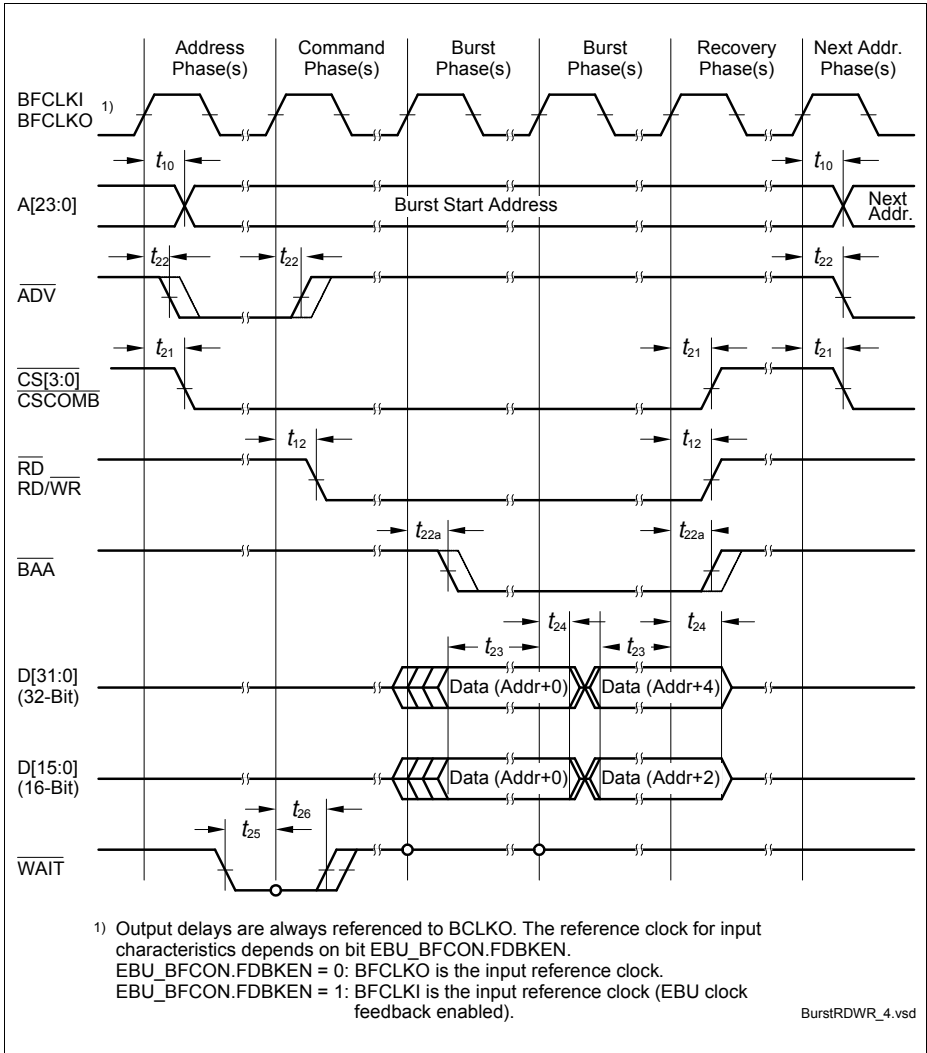 Address Phase(s)
Command Phase(s)
Burst Phase(s)
Burst Phase(s)
Recovery Phase(s)
Next Addr. Phase(s)
BFCLKI
BFCLKO 1)
t10
t10
A[23:0]
Burst Start Address
Next Addr.
t22
t22
t22
ADV
t21
t21
t21
CS[3:0]
CSCOMB
t12
t12
RD
RD/WR
t22a
t22a
BAA
t24
t24
t23
t23
D[31:0]
(32-Bit)
Data (Addr+0)
Data (Addr+4)
D[15:0]
(16-Bit)
Data (Addr+0)
Data (Addr+2)
t26
t25
WAIT
1) Output delays are always referenced to BCLKO. The reference clock for input
characteristics depends on bit EBU_BFCON.FDBKEN.
EBU_BFCON.FDBKEN = 0: BFCLKO is the input reference clock.
EBU_BFCON.FDBKEN = 1: BFCLKI is the input reference clock (EBU clock
feedback enabled).
BurstRDWR_4.vsd